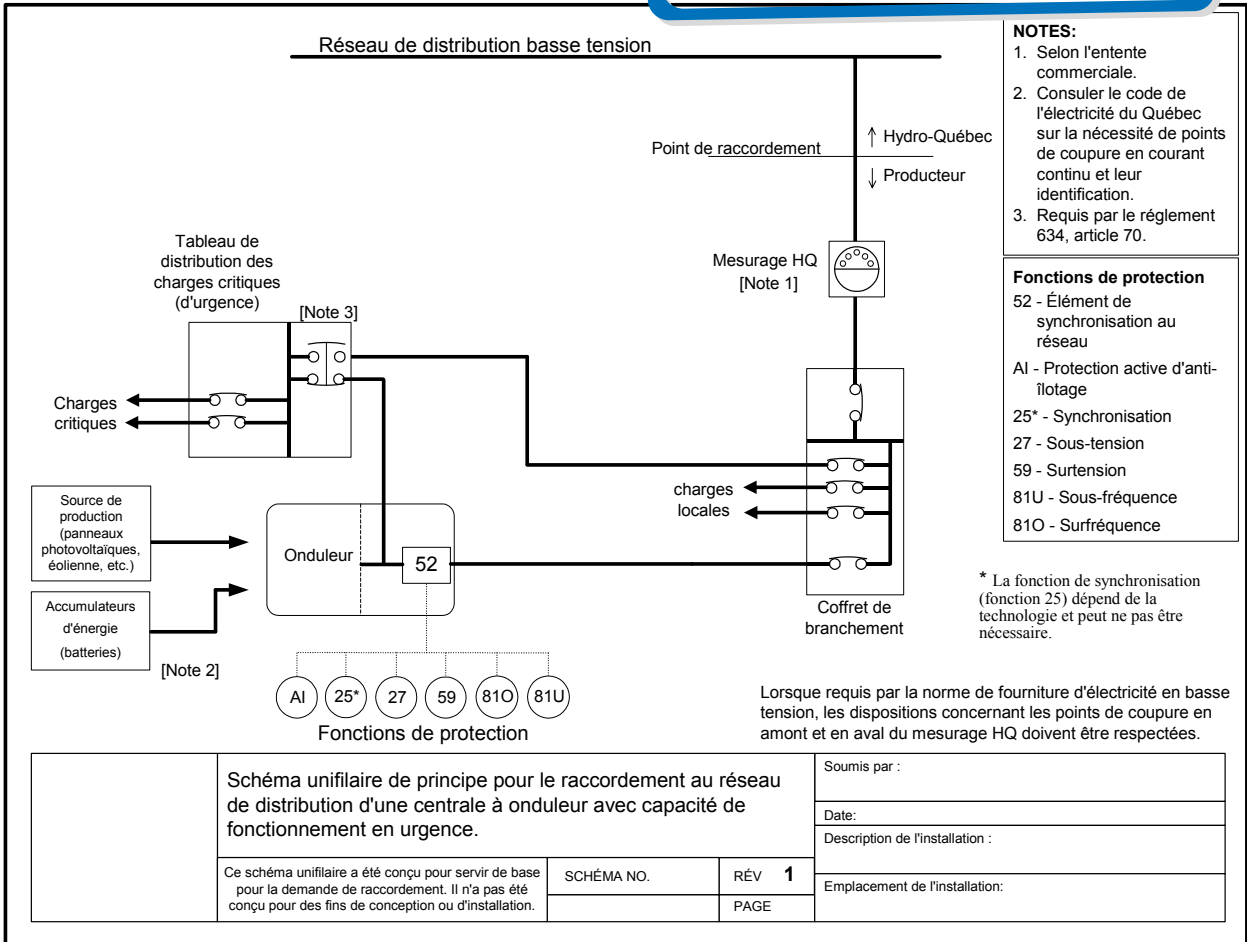 Réseau de distribution basse tension
Point de raccordement
↑ Hydro-Québec
↓ Producteur
Mesurage HQ
[Note 1]
Tableau de
distribution des
charges critiques
(d'urgence)
[Note 3]
Charges
critiques
charges
locales
Source de
production
(panneaux
photovoltaïques,
éolienne, etc.)
Accumulateurs
d'énergie
(batteries)
[Note 2]
Onduleur
52
Coffret de
branchement
AI
25*
27
59
81O
81U
Fonctions de protection
NOTES:
1. Selon l'entente
commerciale.
2. Consuler le code de
l'électricité du Québec
sur la nécessité de points
de coupure en courant
continu et leur
identification.
3. Requis par le réglement
634, article 70.
Fonctions de protection
52 - Élément de
synchronisation au
réseau
AI - Protection active d'anti-
îlotage
25* - Synchronisation
27 - Sous-tension
59 - Surtension
81U - Sous-fréquence
81O - Surfréquence
* La fonction de synchronisation
(fonction 25) dépend de la
technologie et peut ne pas être
nécessaire.
Lorsque requis par la norme de fourniture d'électricité en basse
tension, les dispositions concernant les points de coupure en
amont et en aval du mesurage HQ doivent être respectées.
Schéma unifilaire de principe pour le raccordement au réseau
de distribution d'une centrale à onduleur avec capacité de
fonctionnement en urgence.
Ce schéma unifilaire a été conçu pour servir de base
pour la demande de raccordement. Il n'a pas été
conçu pour des fins de conception ou d'installation.
SCHÉMA NO.
RÉV 1
PAGE
Soumis par :
Date:
Description de l'installation :
Emplacement de l'installation: